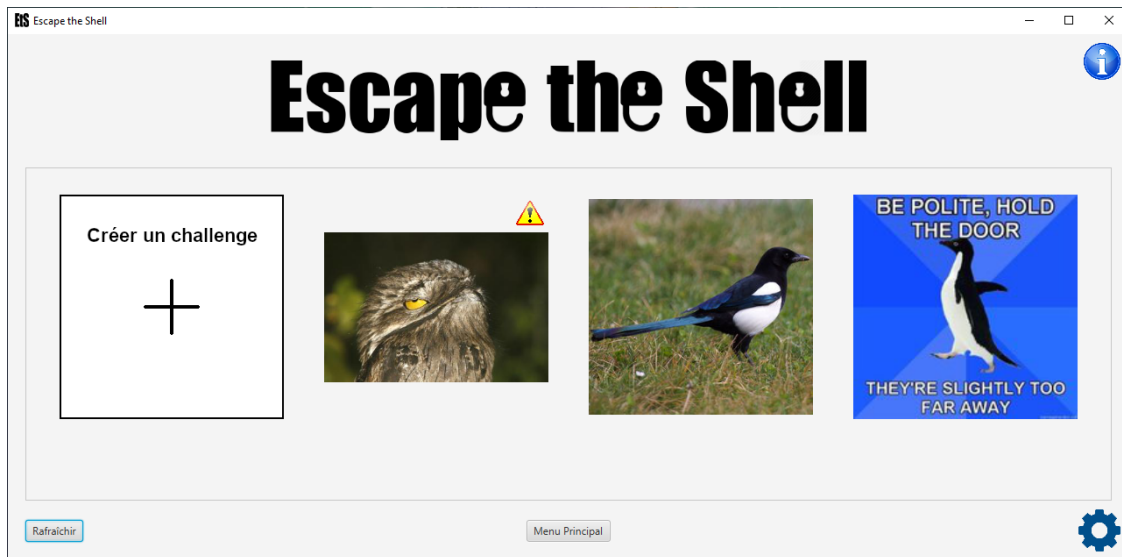 EtS Escape the Shell
Escape the Shell
Créer un challenge
BE POLITE, HOLD
THE DOOR
THEY'RE SLIGHTLY TOO
FAR AWAY
Rafraîchir
Menu Principal